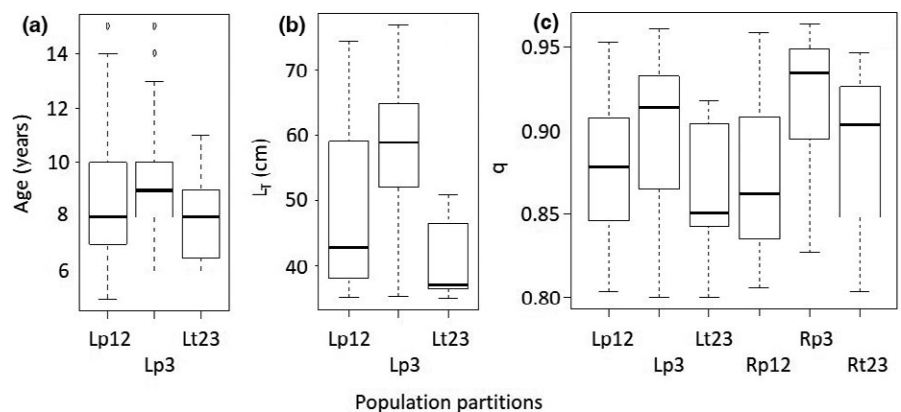 (a)
Age (years)
14
12
10
8
6
Lp12
Lt23
Lp3
(b)
LT (cm)
70
60
50
40
Lp12
Lt23
Lp3
(c)
q
0.95
0.90
0.85
0.80
Lp12
Lt23
Rp3
Lp3
Rp12
Rt23
Population partitions